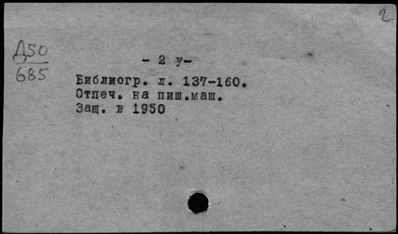 2
Д50
685
- 2 у-
Библиогр. л. 137-160.
Отпеч. на пиш.маш.
Защ. в 1950